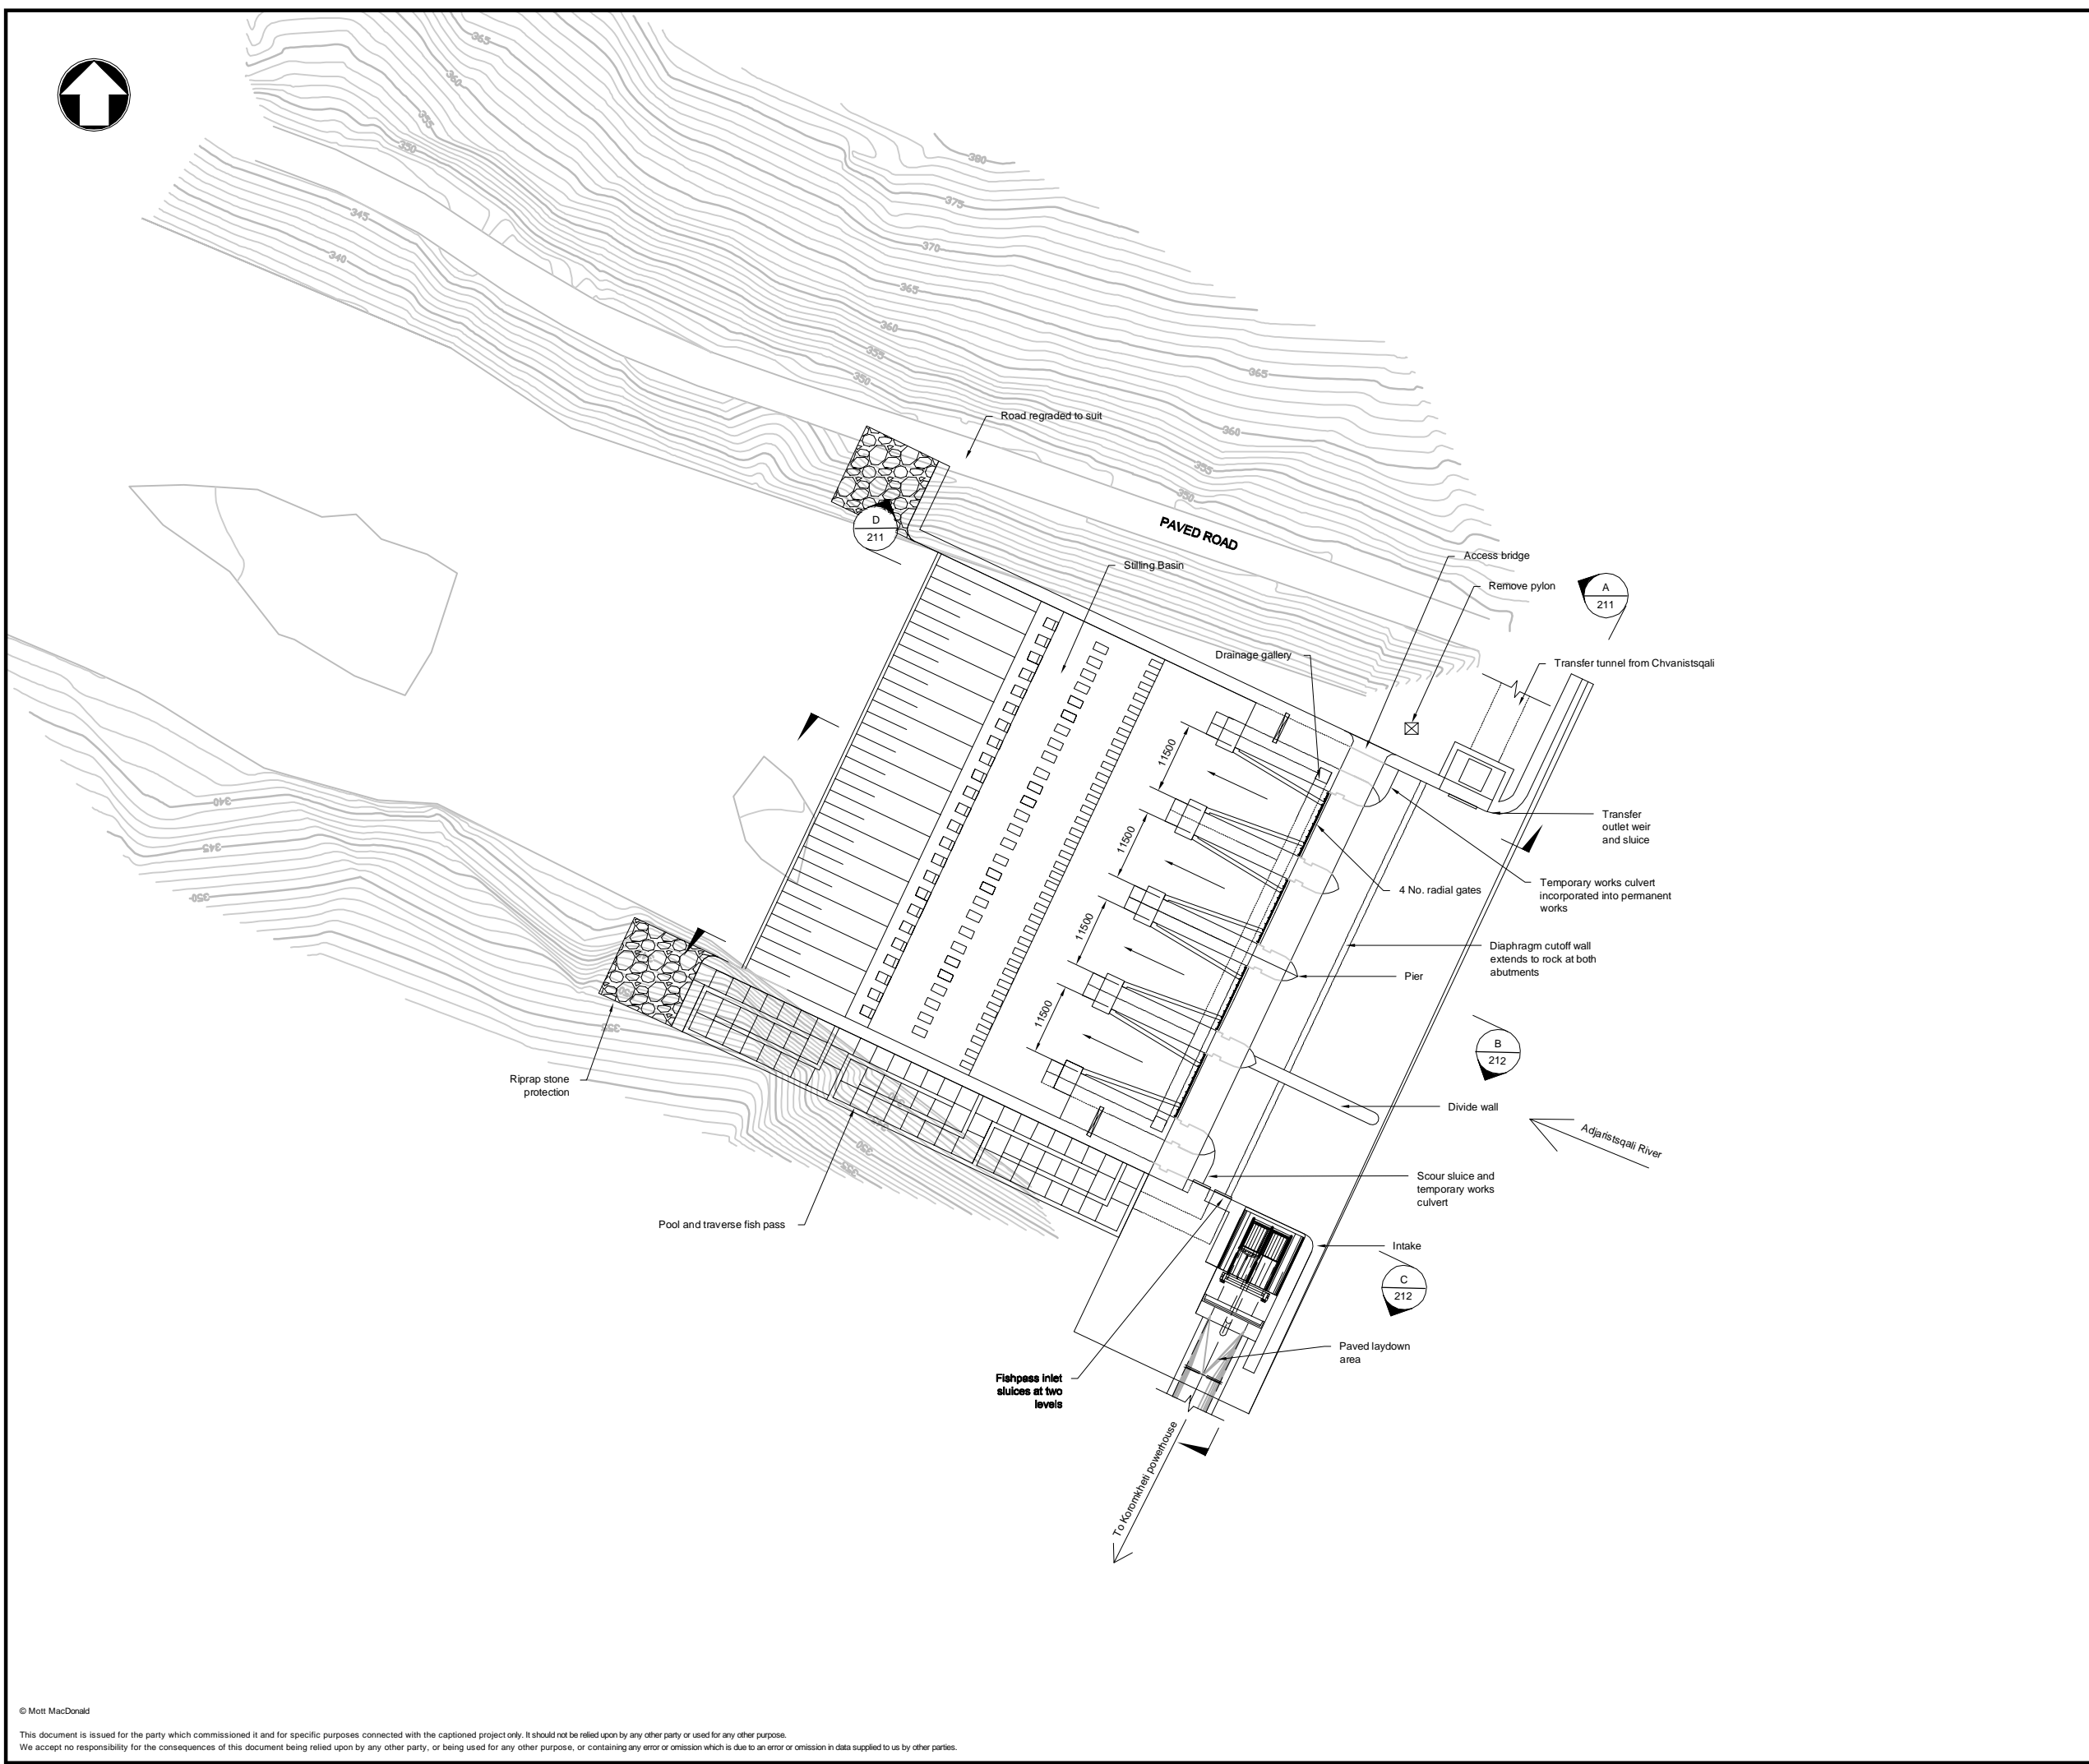 365
360
355
350
380
345
375
340
370
365
360
355
350
365
360
355
350
Road regraded to suit
D
211
PAVED ROAD
Access bridge
Stilling Basin
Remove pylon
A
211
Drainage gallery
Transfer tunnel from Chvanistsqali
11500
340
Transfer
outlet weir
and sluice
11500
345
4 No. radial gates
Temporary works culvert
incorporated into permanent
works
350
11500
Diaphragm cutoff wall
extends to rock at both
abutments
Pier
11500
355
B
212
Riprap stone
protection
Divide wall
Adjaristsqali River
350
355
Scour sluice and
temporary works
culvert
Pool and traverse fish pass
Intake
C
212
Paved laydown
area
Fishpass inlet
sluices at two
levels
To Koromkheti powerhouse
© Mott MacDonald
This document is issued for the party which commissioned it and for specific purposes connected with the captioned project only. It should not be relied upon by any other party or used for any other purpose.
We accept no responsibility for the consequences of this document being relied upon by any other party, or being used for any other purpose, or containing any error or omission which is due to an error or omission in data supplied to us by other parties.